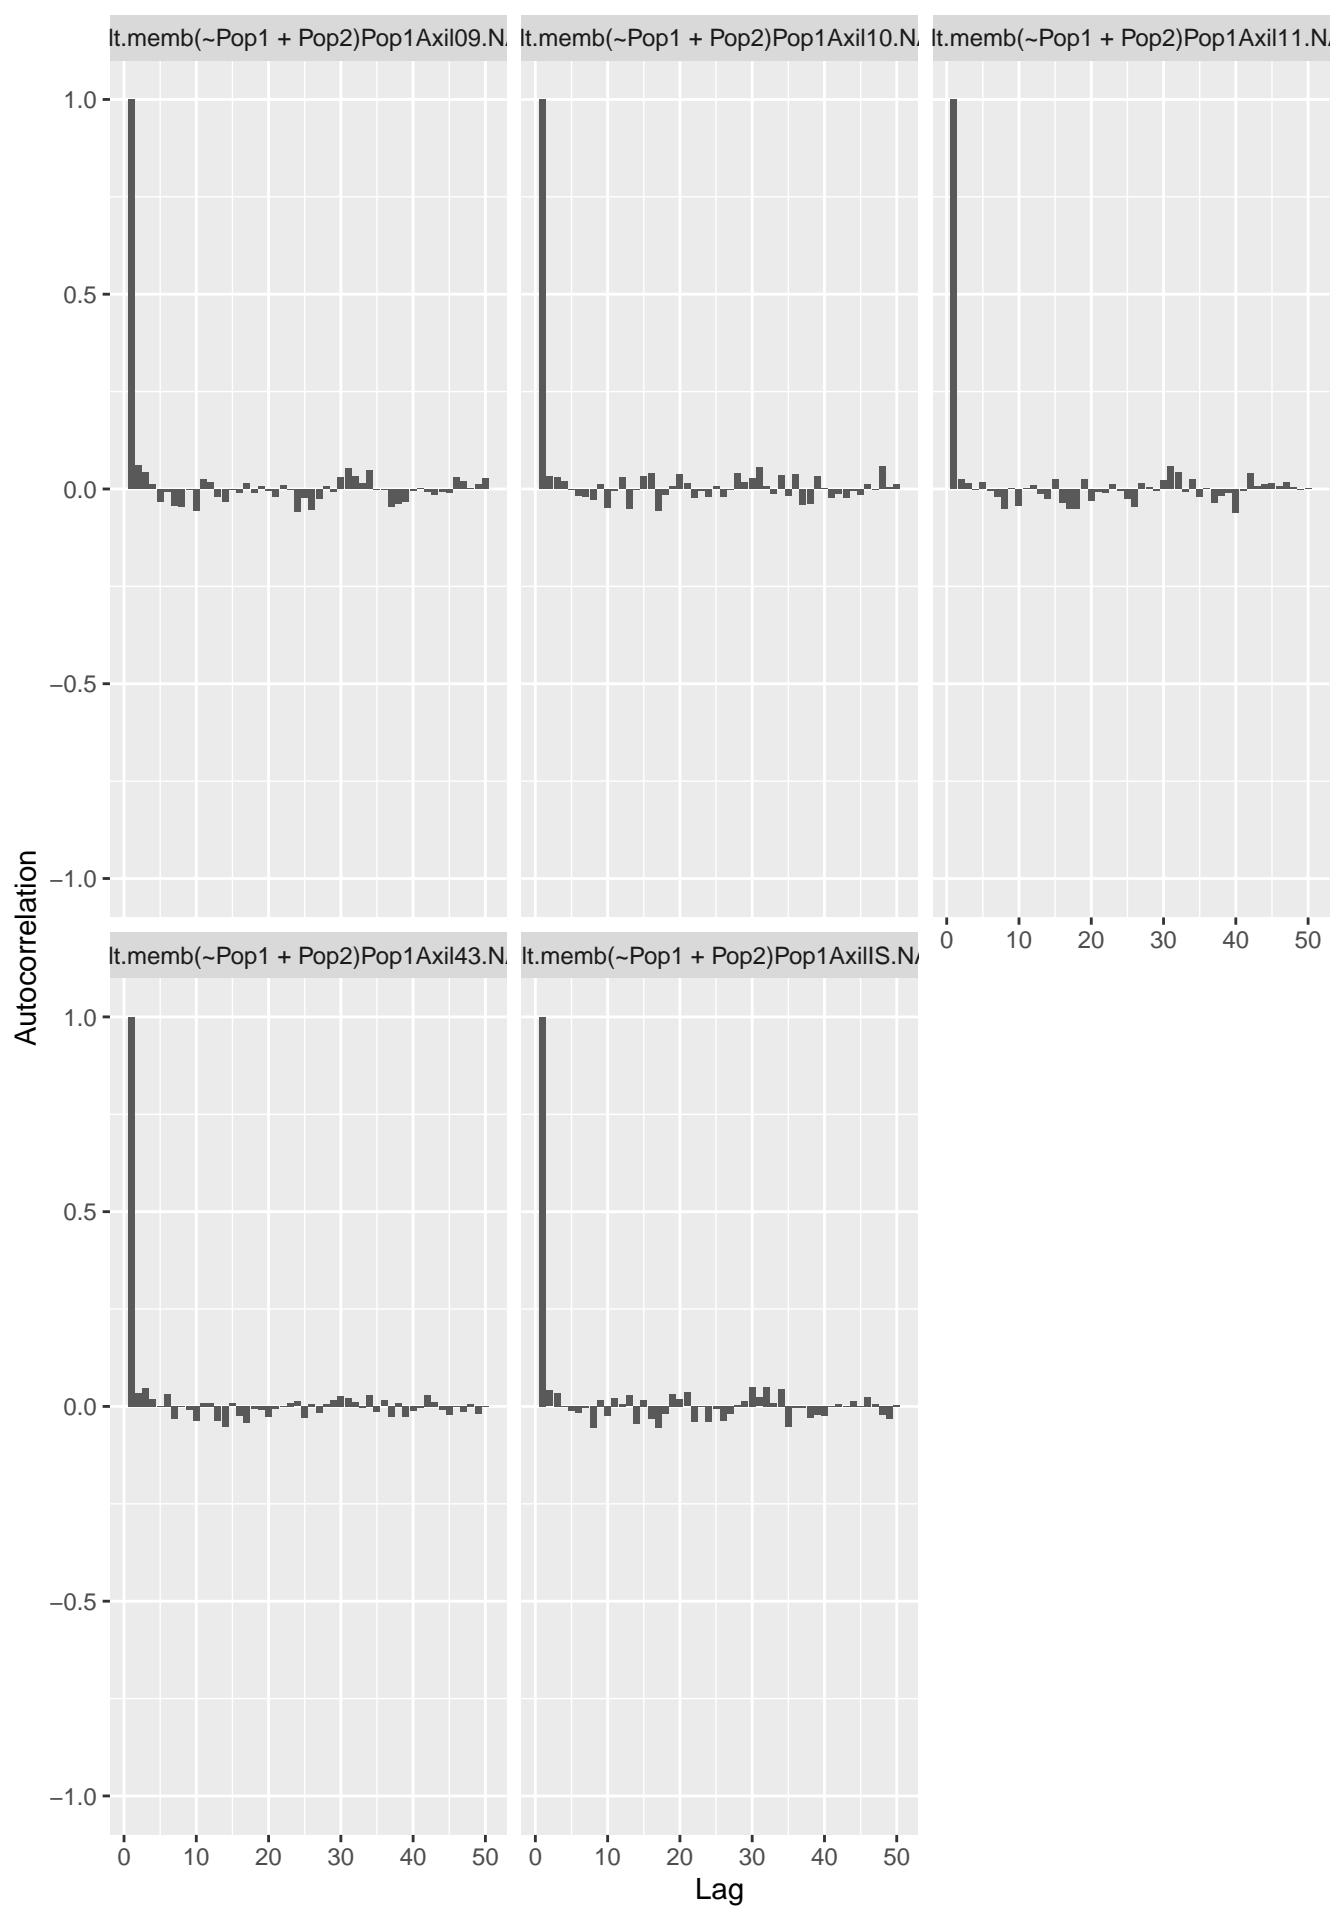 lt.memb(~Pop1 + Pop2)Pop1Axil09.N
lt.memb(~Pop1 + Pop2)Pop1Axil10.N
lt.memb(~Pop1 + Pop2)Pop1Axil11.N
1.0
0.5
0.0
−0.5
−1.0
0 10 20 30 40 50
lt.memb(~Pop1 + Pop2)Pop1Axil43.N
lt.memb(~Pop1 + Pop2)Pop1AxilIS.NA
1.0
0.5
0.0
−0.5
−1.0
0 10 20 30 40 50
0 10 20 30 40 50
Autocorrelation
Lag